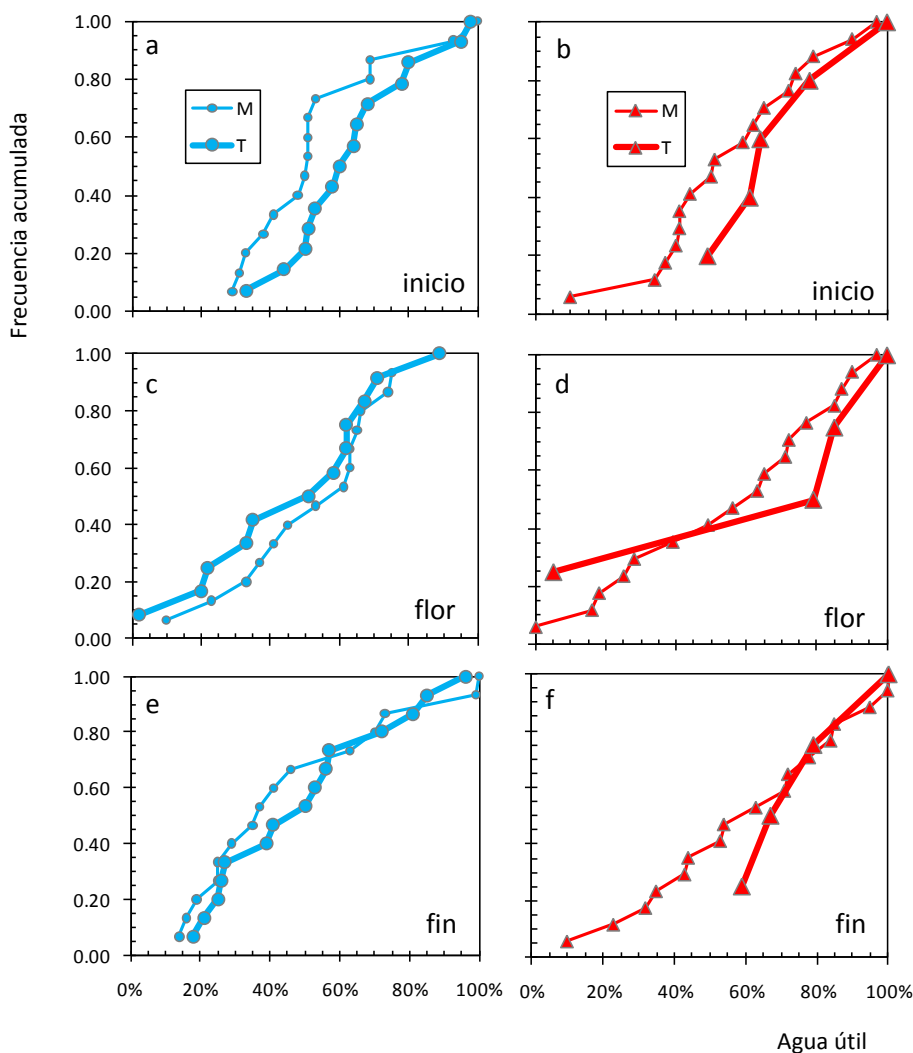 Frecuencia acumulada
1.00
0.80
0.60
0.40
0.20
0.00
a
M
T
inicio
b
M
T
inicio
1.00
0.80
0.60
0.40
0.20
0.00
c
flor
d
flor
1.00
0.80
0.60
0.40
0.20
0.00
e
fin
f
fin
0% 20% 40% 60% 80% 100%
0% 20% 40% 60% 80% 100%
Agua útil